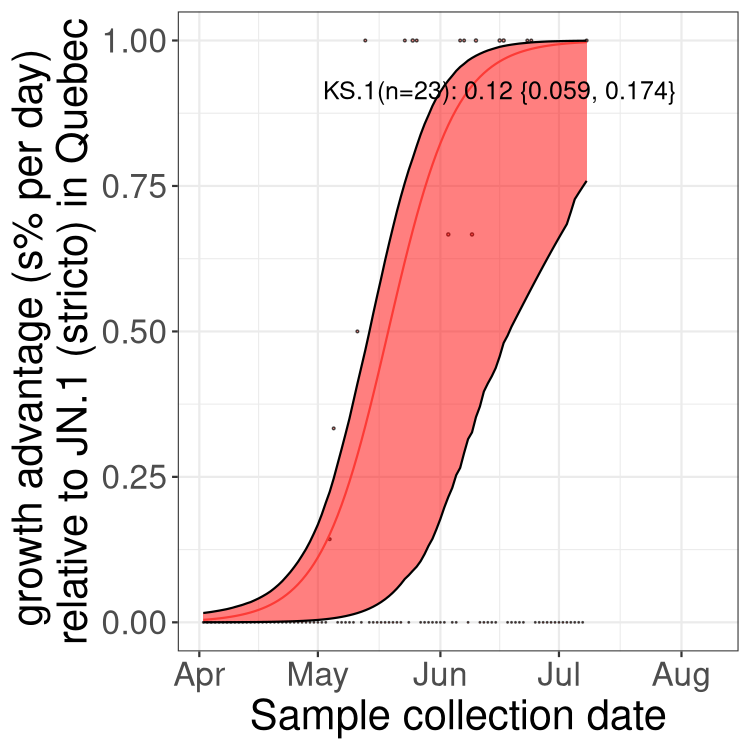 growth advantage (s% per day)
relative to JN.1 (stricto) in Quebec
1.00
0.75
0.50
0.25
0.00
KS.1(n=23): 0.12 {0.059, 0.174}
Apr May Jun Jul Aug
Sample collection date